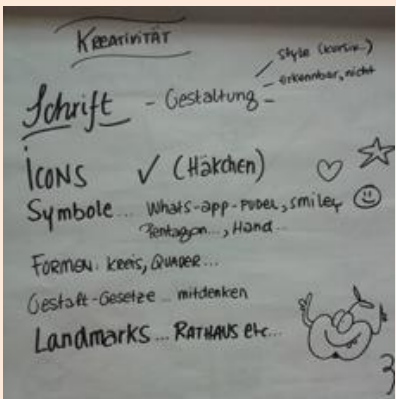 KREATIVITÄT
style (kursiv..)
Schrift - Gestaltung - erkennbar, nicht
Icons ✓ (Häkchen)
Symbole... Whats-app-PUDEL, smiley
Pentagon..., Hand...
FORMEN. KREIS, QUADER...
Gestalt-Gesetze... mitdenken
Landmarks... RATHAUS etc...
3